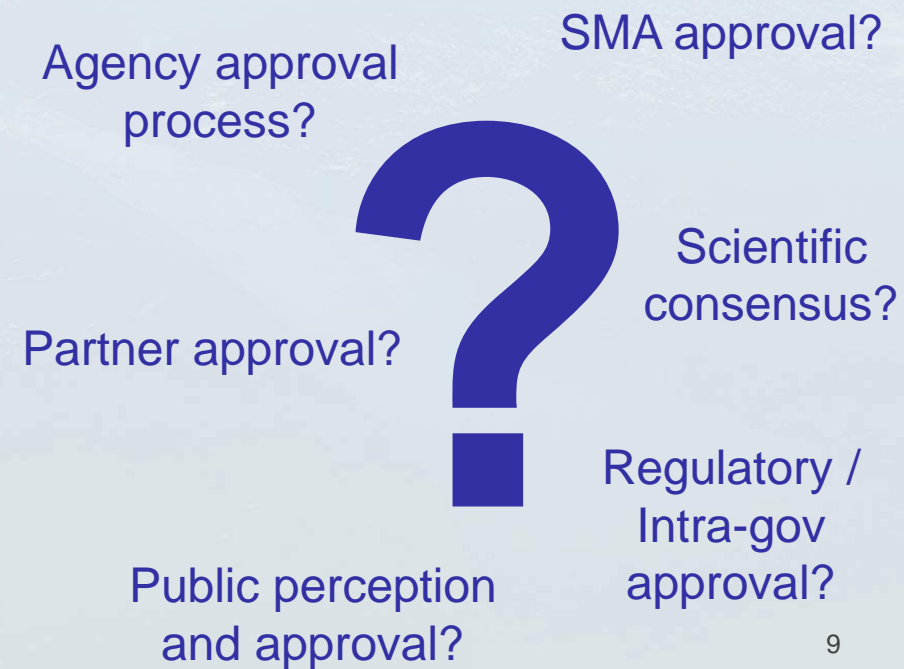 SMA approval?
Agency approval
process?
?
Scientific
consensus?
Partner approval?
Regulatory /
Intra-gov
approval?
Public perception
and approval?
9